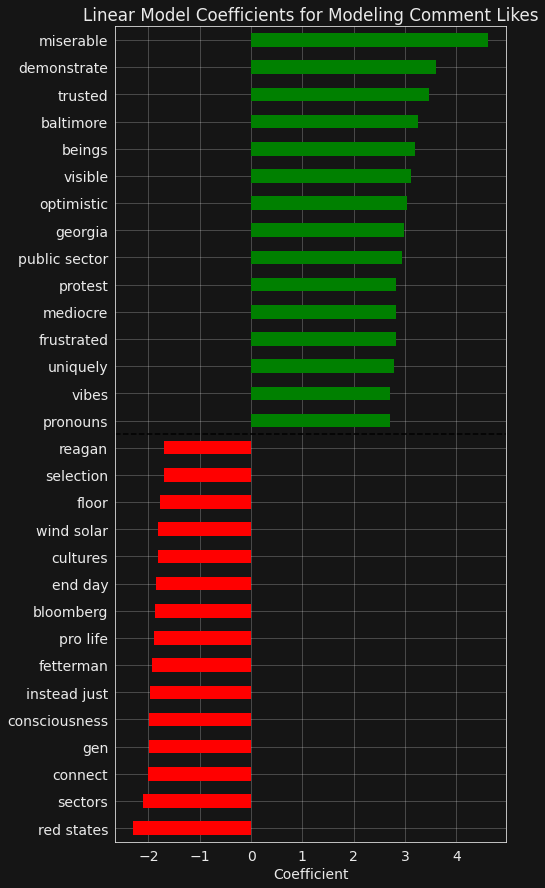 Linear Model Coefficients for Modeling Comment Likes
miserable
demonstrate
trusted
baltimore
beings
visible
optimistic
georgia
public sector
protest
mediocre
frustrated
uniquely
vibes
pronouns
reagan
selection
floor
wind solar
cultures
end day
bloomberg
pro life
fetterman
instead just
consciousness
gen
connect
sectors
red states
−2 −1 0 1 2 3 4
Coefficient